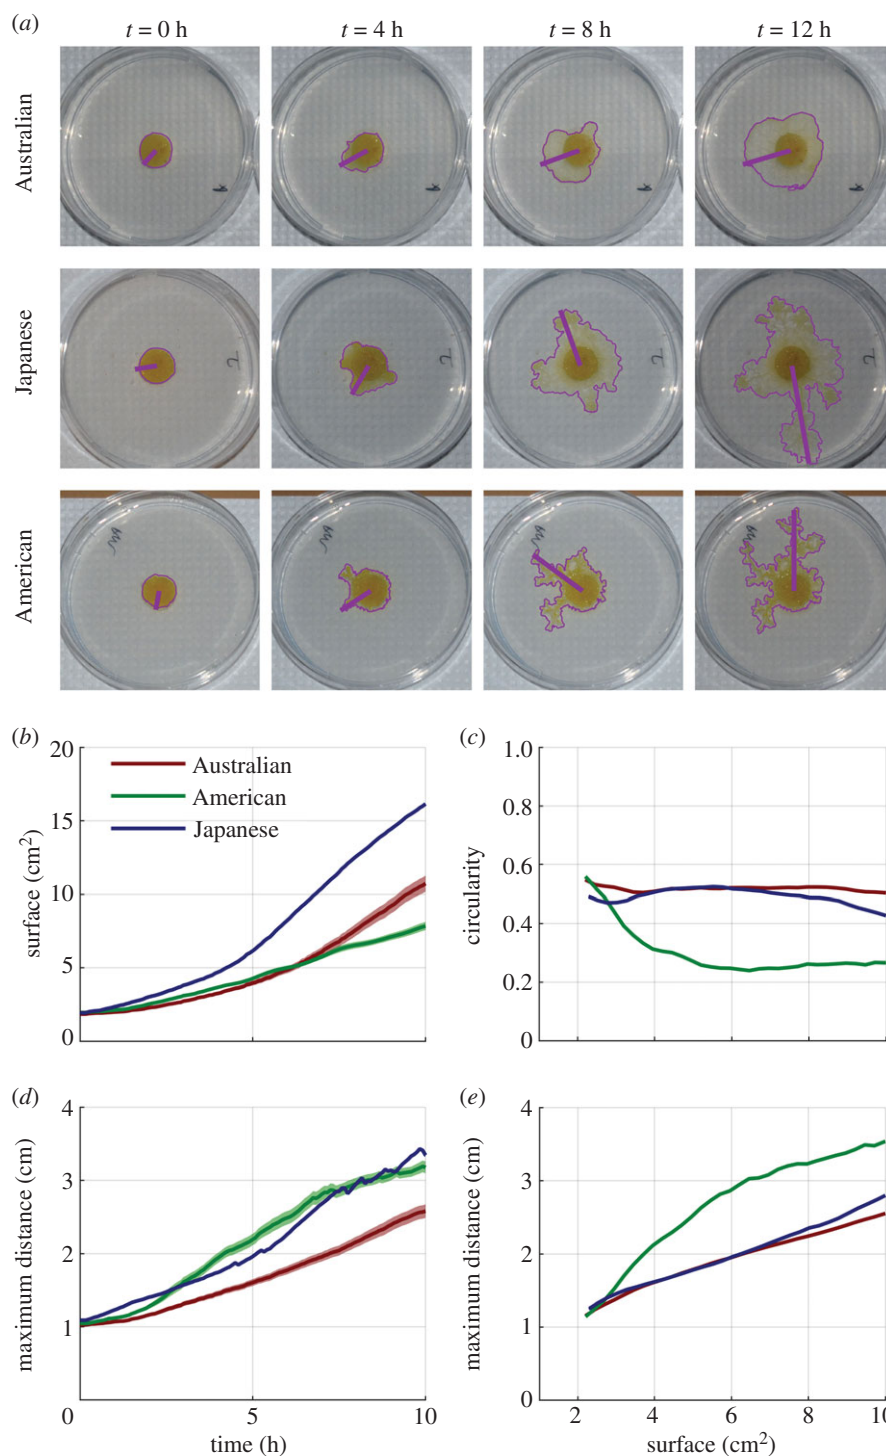 (a) t = 0 h t = 4 h t = 8 h t = 12 h
Australian
Japanese
American
(b)
20
15
10
5
0
surface (cm²)
Australian
American
Japanese
(c)
1.0
0.8
0.6
0.4
0.2
0
circularity
(d)
4
3
2
1
0 5 10
maximum distance (cm)
time (h)
(e)
4
3
2
1
0
2 4 6 8 10
maximum distance (cm)
surface (cm²)